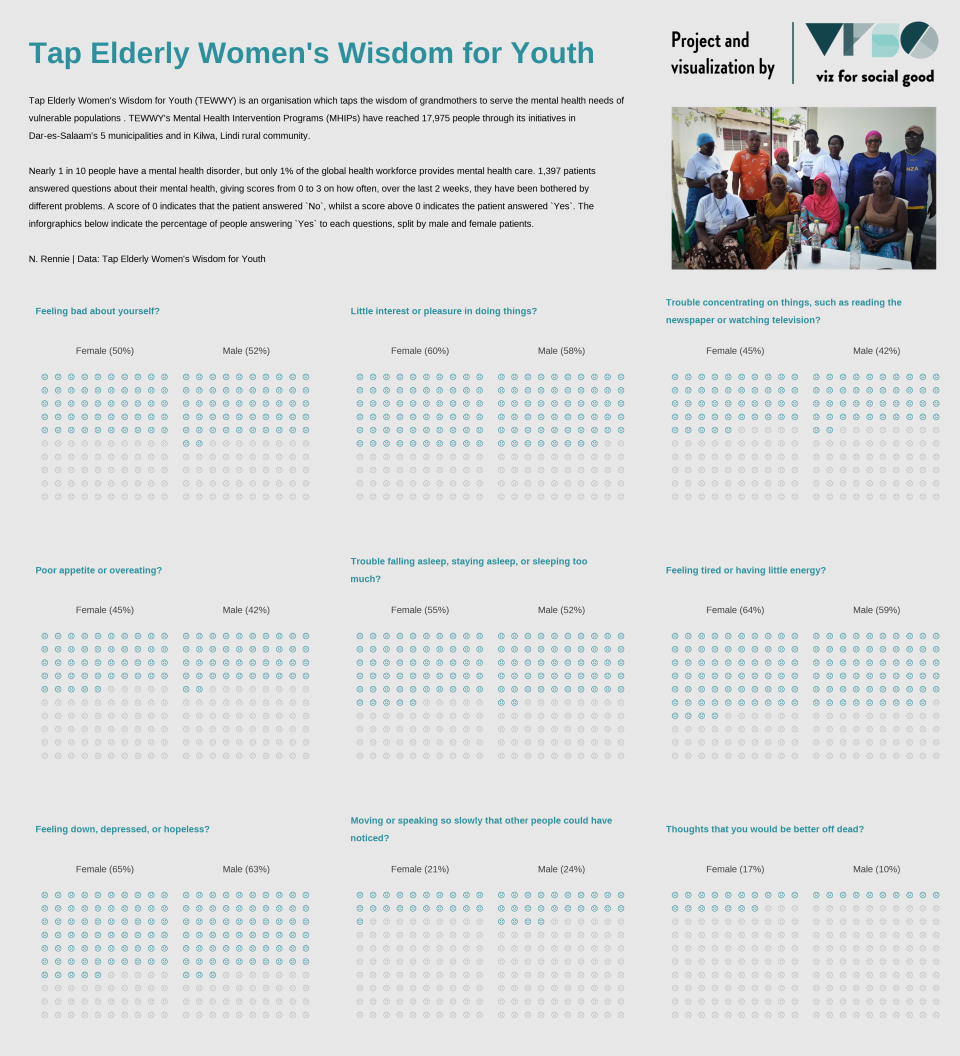 Tap Elderly Women's Wisdom for Youth
Project and
visualization by
viz for social good
Tap Elderly Women's Wisdom for Youth (TEWWY) is an organisation which taps the wisdom of grandmothers to serve the mental health needs of
vulnerable populations . TEWWY's Mental Health Intervention Programs (MHIPs) have reached 17,975 people through its initiatives in
Dar-es-Salaam's 5 municipalities and in Kilwa, Lindi rural community.
Nearly 1 in 10 people have a mental health disorder, but only 1% of the global health workforce provides mental health care. 1,397 patients
answered questions about their mental health, giving scores from 0 to 3 on how often, over the last 2 weeks, they have been bothered by
different problems. A score of 0 indicates that the patient answered `No`, whilst a score above 0 indicates the patient answered `Yes`. The
inforgraphics below indicate the percentage of people answering `Yes` to each questions, split by male and female patients.
N. Rennie | Data: Tap Elderly Women's Wisdom for Youth
Feeling bad about yourself?
Female (50%) Male (52%)
Little interest or pleasure in doing things?
Female (60%) Male (58%)
Trouble concentrating on things, such as reading the
newspaper or watching television?
Female (45%) Male (42%)
Poor appetite or overeating?
Female (45%) Male (42%)
Trouble falling asleep, staying asleep, or sleeping too
much?
Female (55%) Male (52%)
Feeling tired or having little energy?
Female (64%) Male (59%)
Feeling down, depressed, or hopeless?
Female (65%) Male (63%)
Moving or speaking so slowly that other people could have
noticed?
Female (21%) Male (24%)
Thoughts that you would be better off dead?
Female (17%) Male (10%)